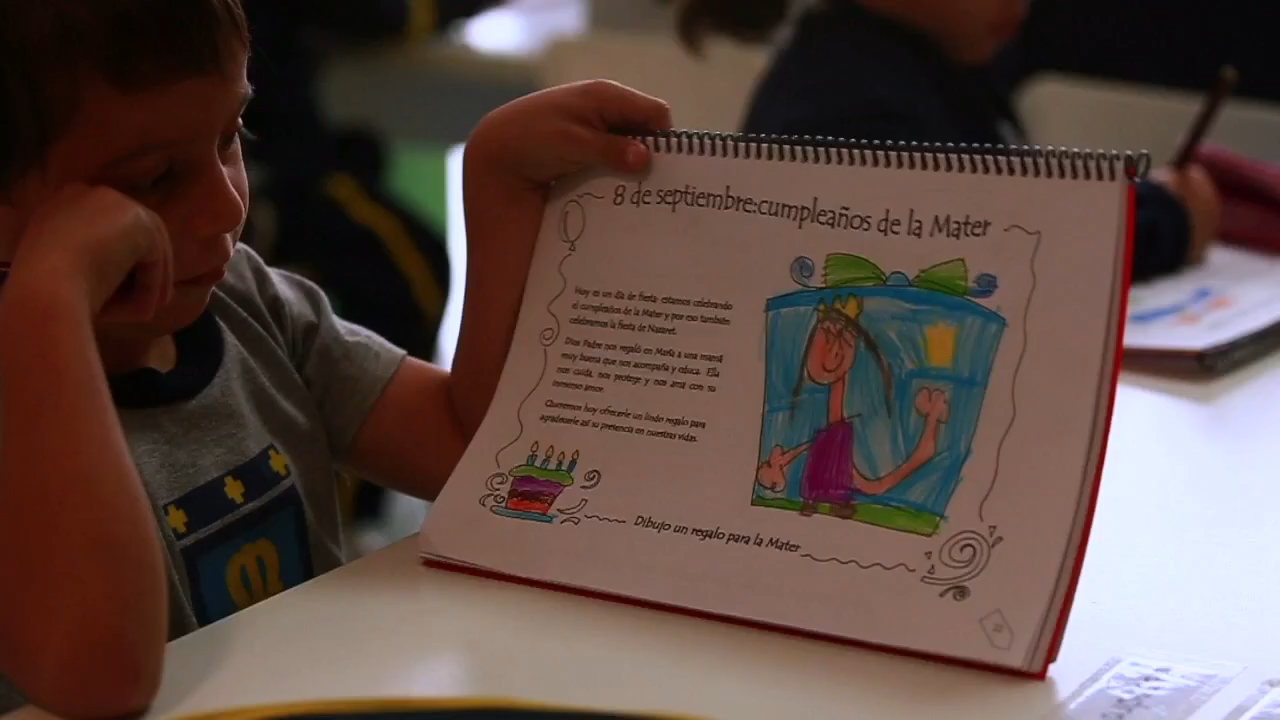 8 de septiembre:cumpleaños de la Mater
Hoy es un día de fiesta: estamos celebrando
el cumpleaños de la Mater y por eso también
celebramos la fiesta de Nazaret.
Dios Padre nos regaló en María a una mamá
muy buena que nos acompaña y educa. Ella
nos cuida, nos protege y nos ama con su
inmenso amor.
Queremos hoy ofrecerle un lindo regalo para
agradecerle así su presencia en nuestras vidas.
Dibujo un regalo para la Mater